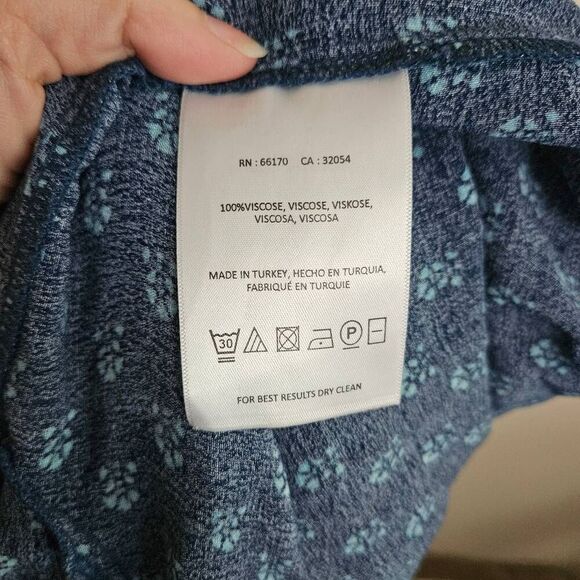 RN : 66170 CA : 32054
100%VISCOSE, VISCOSE, VISKOSE,
VISCOSA, VISCOSA
MADE IN TURKEY, HECHO EN TURQUIA,
FABRIQUÉ EN TURQUIE
30 P
FOR BEST RESULTS DRY CLEAN